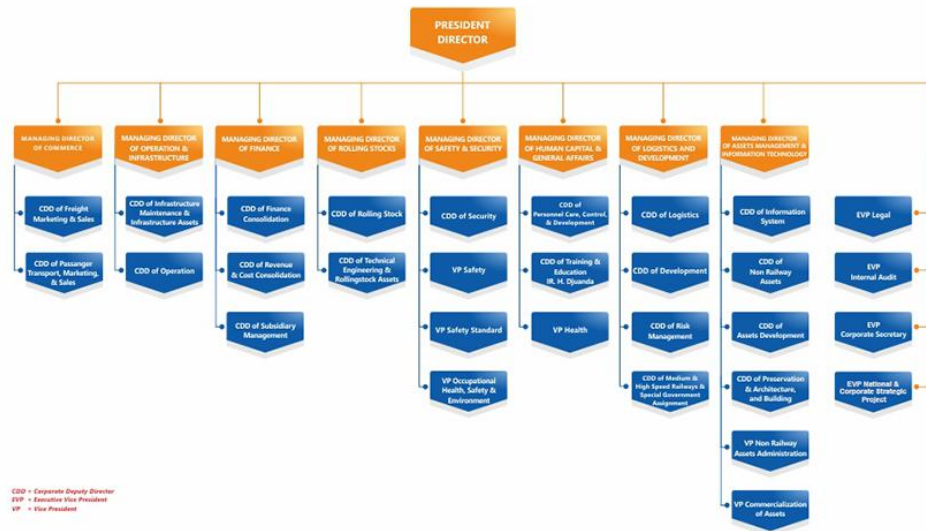 PRESIDENT
DIRECTOR
MANAGING DIRECTOR
OF COMMERCE
CDD of Freight
Marketing & Sales
CDD of Passanger
Transport, Marketing,
& Sales
MANAGING DIRECTOR
OF OPERATION &
INFRASTRUCTURE
CDD of Infrastructure
Maintenance &
Infrastructure Assets
CDD of Operation
MANAGING DIRECTOR
OF FINANCE
CDD of Finance
Consolidation
CDD of Revenue
& Cost Consolidation
CDD of Subsidiary
Management
MANAGING DIRECTOR
OF ROLLING STOCKS
CDD of Rolling Stock
CDD of Technical
Engineering &
Rollingstock Assets
MANAGING DIRECTOR
OF SAFETY & SECURITY
CDD of Security
VP Safety
VP Safety Standard
VP Occupational
Health, Safety &
Environment
MANAGING DIRECTOR
OF HUMAN CAPITAL &
GENERAL AFFAIRS
CDD of
Personnel Care, Control,
& Development
CDD of Training &
Education
IR. H. Djuanda
VP Health
MANAGING DIRECTOR
OF LOGISTICS AND
DEVELOPMENT
CDD of Logistics
CDD of Development
CDD of Risk
Management
CDD of Medium &
High Speed Railways &
Special Government
Assignment
MANAGING DIRECTOR
OF ASSETS MANAGEMENT &
INFORMATION TECHNOLOGY
CDD of Information
System
CDD of
Non Railway
Assets
CDD of
Assets Development
CDD of Preservation
& Architecture,
and Building
VP Non Railway
Assets Administration
VP Commercialization
of Assets
EVP Legal
EVP
Internal Audit
EVP
Corporate Secretary
EVP National &
Corporate Strategic
Project
CDD = Corporate Deputy Director
EVP = Executive Vice President
VP = Vice President